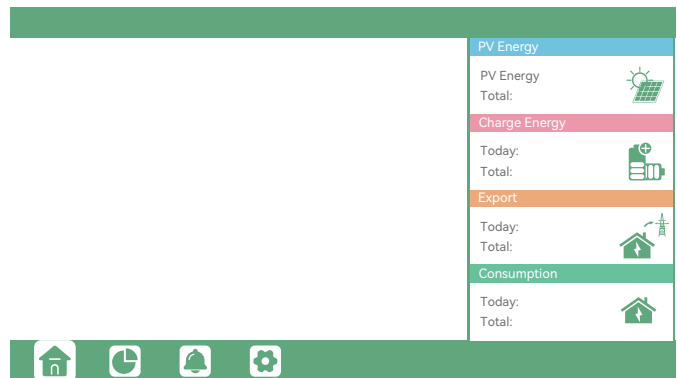 PV Energy
PV Energy
Total:
Charge Energy
Today:
Total:
Export
Today:
Total:
Consumption
Today:
Total: